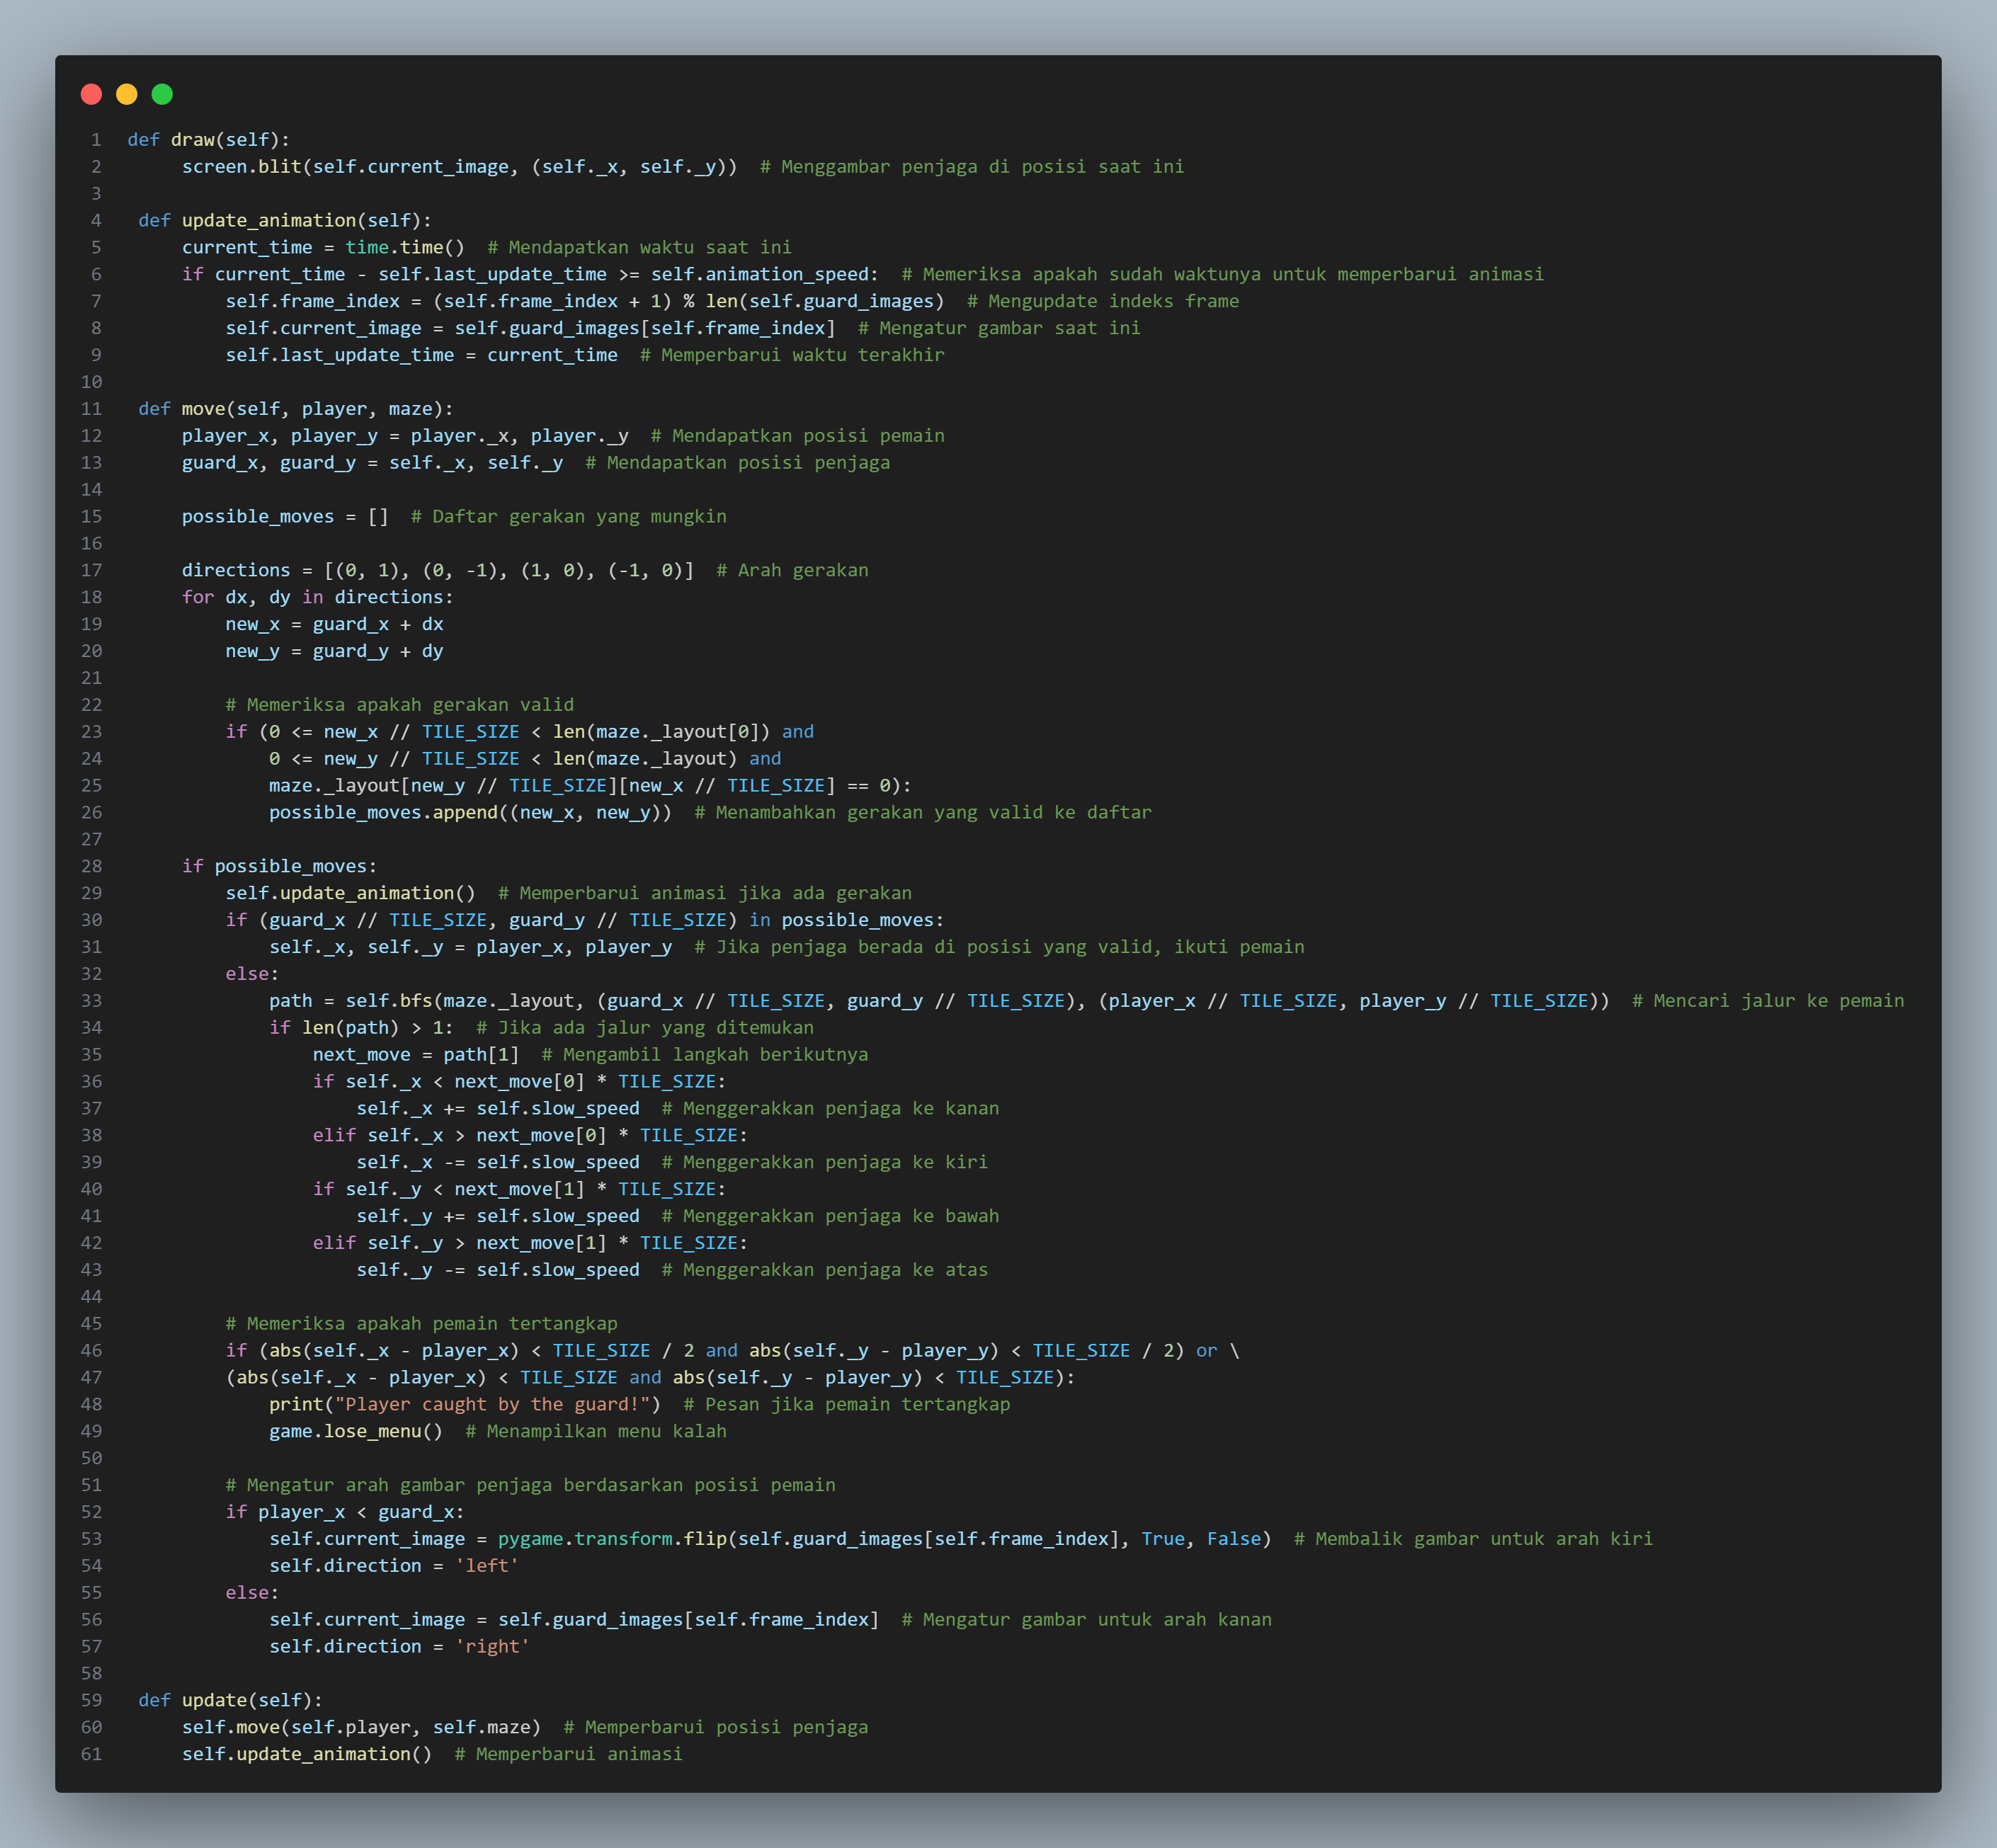 1 def draw(self):
2     screen.blit(self.current_image, (self._x, self._y))  # Menggambar penjaga di posisi saat ini
3
4 def update_animation(self):
5     current_time = time.time()  # Mendapatkan waktu saat ini
6     if current_time - self.last_update_time >= self.animation_speed:  # Memeriksa apakah sudah waktunya untuk memperbarui animasi
7         self.frame_index = (self.frame_index + 1) % len(self.guard_images)  # Mengupdate indeks frame
8         self.current_image = self.guard_images[self.frame_index]  # Mengatur gambar saat ini
9         self.last_update_time = current_time  # Memperbarui waktu terakhir
10
11 def move(self, player, maze):
12     player_x, player_y = player._x, player._y  # Mendapatkan posisi pemain
13     guard_x, guard_y = self._x, self._y  # Mendapatkan posisi penjaga
14
15     possible_moves = []  # Daftar gerakan yang mungkin
16
17     directions = [(0, 1), (0, -1), (1, 0), (-1, 0)]  # Arah gerakan
18     for dx, dy in directions:
19         new_x = guard_x + dx
20         new_y = guard_y + dy
21
22         # Memeriksa apakah gerakan valid
23         if (0 <= new_x // TILE_SIZE < len(maze._layout[0]) and
24             0 <= new_y // TILE_SIZE < len(maze._layout) and
25             maze._layout[new_y // TILE_SIZE][new_x // TILE_SIZE] == 0):
26             possible_moves.append((new_x, new_y))  # Menambahkan gerakan yang valid ke daftar
27
28     if possible_moves:
29         self.update_animation()  # Memperbarui animasi jika ada gerakan
30         if (guard_x // TILE_SIZE, guard_y // TILE_SIZE) in possible_moves:
31             self._x, self._y = player_x, player_y  # Jika penjaga berada di posisi yang valid, ikuti pemain
32         else:
33             path = self.bfs(maze._layout, (guard_x // TILE_SIZE, guard_y // TILE_SIZE), (player_x // TILE_SIZE, player_y // TILE_SIZE))  # Mencari jalur ke pemain
34             if len(path) > 1:  # Jika ada jalur yang ditemukan
35                 next_move = path[1]  # Mengambil langkah berikutnya
36                 if self._x < next_move[0] * TILE_SIZE:
37                     self._x += self.slow_speed  # Menggerakkan penjaga ke kanan
38                 elif self._x > next_move[0] * TILE_SIZE:
39                     self._x -= self.slow_speed  # Menggerakkan penjaga ke kiri
40                 if self._y < next_move[1] * TILE_SIZE:
41                     self._y += self.slow_speed  # Menggerakkan penjaga ke bawah
42                 elif self._y > next_move[1] * TILE_SIZE:
43                     self._y -= self.slow_speed  # Menggerakkan penjaga ke atas
44
45         # Memeriksa apakah pemain tertangkap
46         if (abs(self._x - player_x) < TILE_SIZE / 2 and abs(self._y - player_y) < TILE_SIZE / 2) or \
47         (abs(self._x - player_x) < TILE_SIZE and abs(self._y - player_y) < TILE_SIZE):
48             print("Player caught by the guard!")  # Pesan jika pemain tertangkap
49             game.lose_menu()  # Menampilkan menu kalah
50
51         # Mengatur arah gambar penjaga berdasarkan posisi pemain
52         if player_x < guard_x:
53             self.current_image = pygame.transform.flip(self.guard_images[self.frame_index], True, False)  # Membalik gambar untuk arah kiri
54             self.direction = 'left'
55         else:
56             self.current_image = self.guard_images[self.frame_index]  # Mengatur gambar untuk arah kanan
57             self.direction = 'right'
58
59 def update(self):
60     self.move(self.player, self.maze)  # Memperbarui posisi penjaga
61     self.update_animation()  # Memperbarui animasi